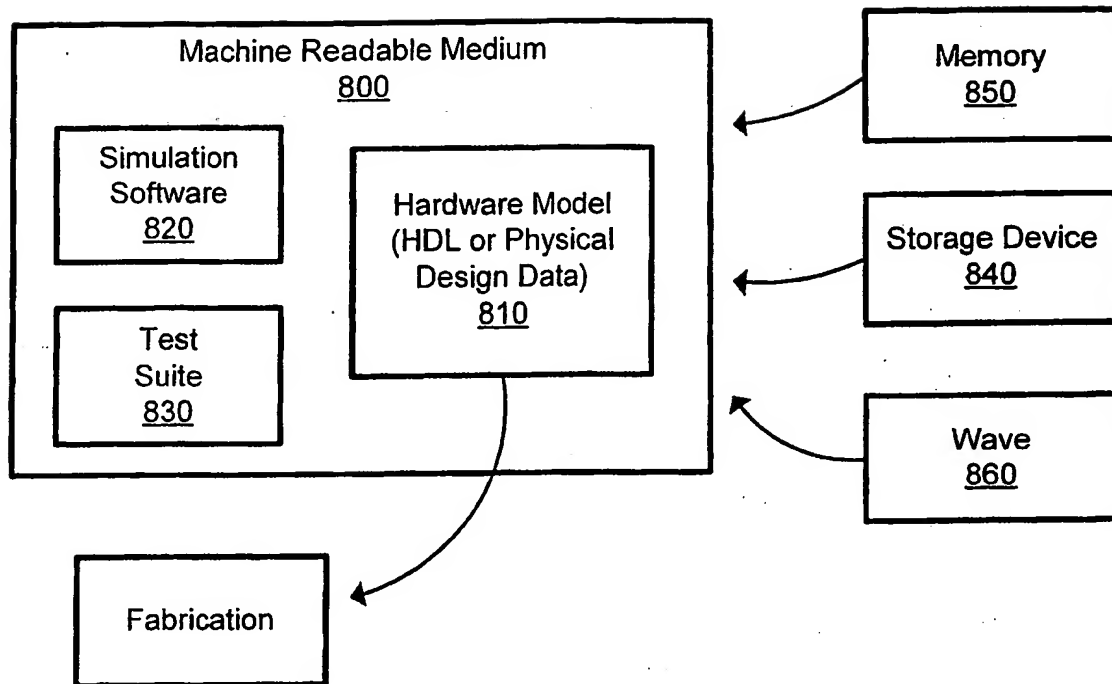 Machine Readable Medium
800
Simulation
Software
820
Test
Suite
830
Hardware Model
(HDL or Physical
Design Data)
810
Memory
850
Storage Device
840
Wave
860
Fabrication